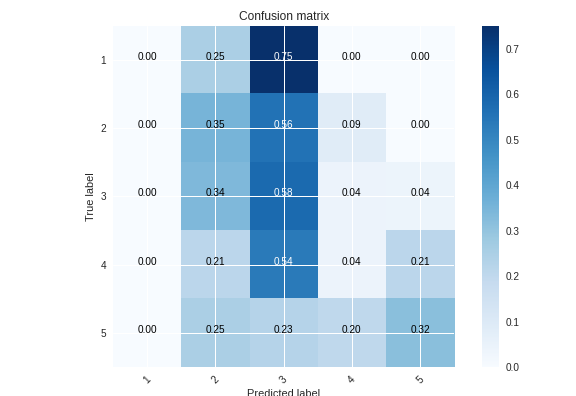 Confusion matrix
1 0.00 0.25 0.75 0.00 0.00
2 0.00 0.35 0.56 0.09 0.00
3 0.00 0.34 0.58 0.04 0.04
4 0.00 0.21 0.54 0.04 0.21
5 0.00 0.25 0.23 0.20 0.32
1 2 3 4 5
True label
Predicted label
0.7
0.6
0.5
0.4
0.3
0.2
0.1
0.0